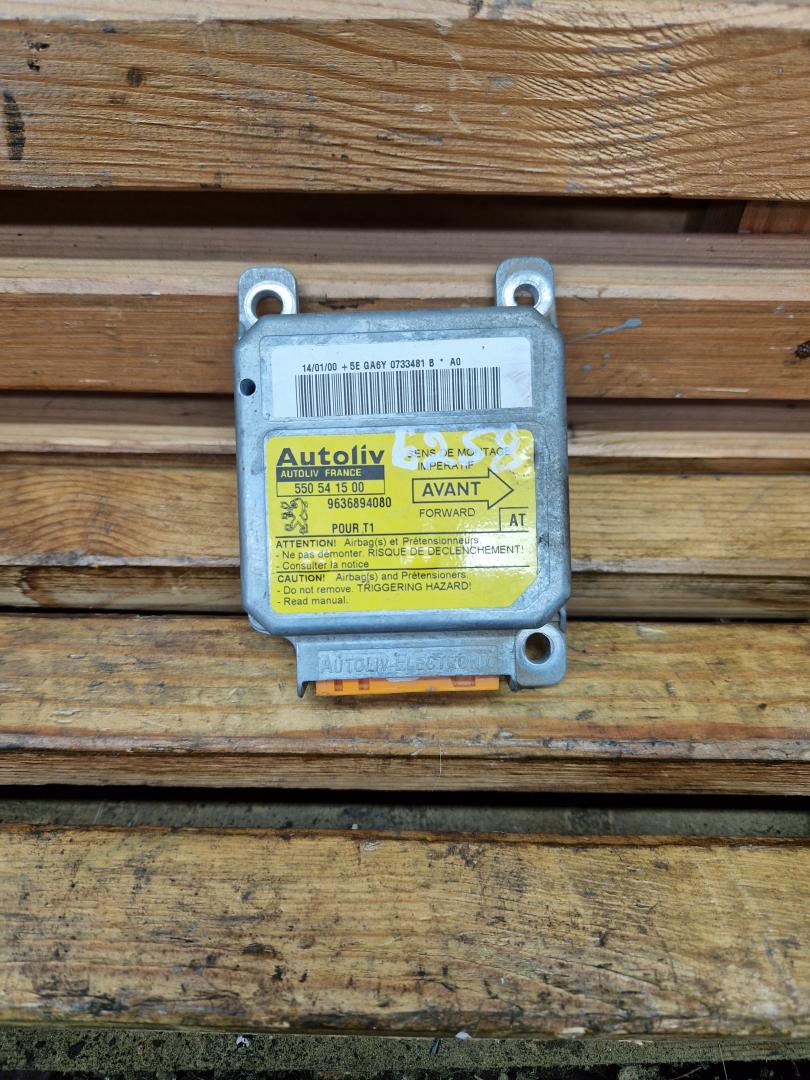 14/01/00 +5E GA6Y 0733481 B * A0
6258
Autoliv
AUTOLIV FRANCE
550 54 15 00
9636894080
POUR T1
SENS DE MONTAGE
IMPERATIF
AVANT
FORWARD
AT
ATTENTION! Airbag(s) et Prétensionneurs
- Ne pas démonter. RISQUE DE DECLENCHEMENT!
- Consulter la notice
CAUTION! Airbag(s) and Prétensioners.
- Do not remove. TRIGGERING HAZARD!
- Read manual.
AUTOLIV-ELECTRONIC